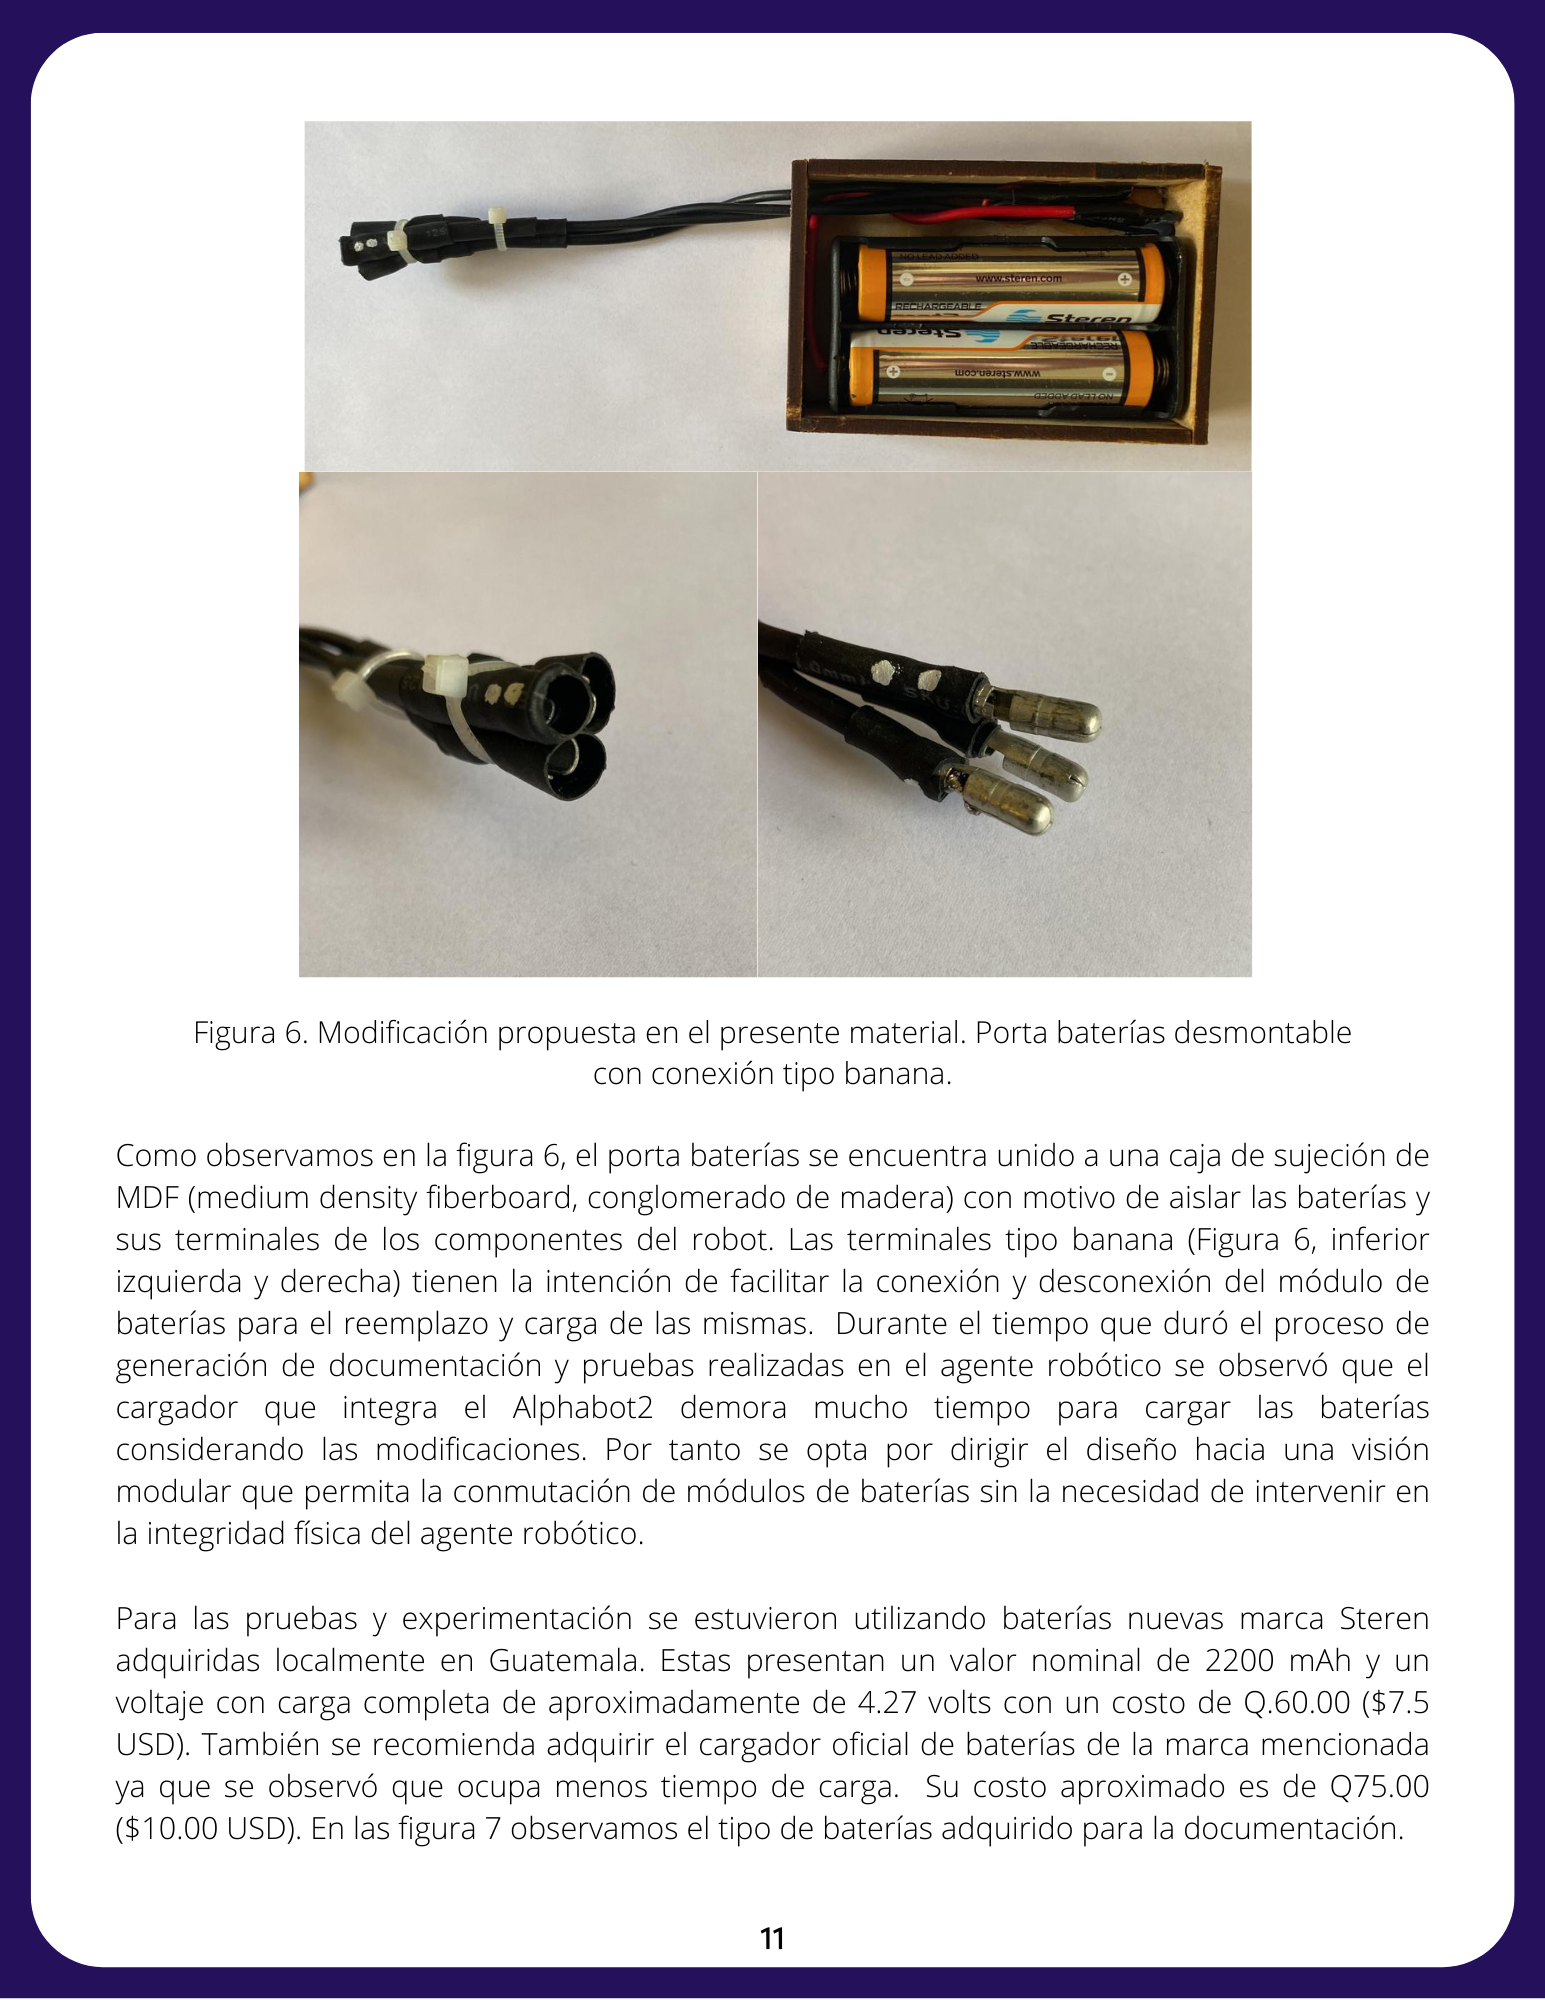 NO LEAD ADDED
www.steren.com
RECHARGEABLE
Steren
Steren
RECHARGEABLE
www.steren.com
NO LEAD ADDED
Figura 6. Modificación propuesta en el presente material. Porta baterías desmontable
con conexión tipo banana.
Como observamos en la figura 6, el porta baterías se encuentra unido a una caja de sujeción de
MDF (medium density fiberboard, conglomerado de madera) con motivo de aislar las baterías y
sus terminales de los componentes del robot. Las terminales tipo banana (Figura 6, inferior
izquierda y derecha) tienen la intención de facilitar la conexión y desconexión del módulo de
baterías para el reemplazo y carga de las mismas. Durante el tiempo que duró el proceso de
generación de documentación y pruebas realizadas en el agente robótico se observó que el
cargador que integra el Alphabot2 demora mucho tiempo para cargar las baterías
considerando las modificaciones. Por tanto se opta por dirigir el diseño hacia una visión
modular que permita la conmutación de módulos de baterías sin la necesidad de intervenir en
la integridad física del agente robótico.
Para las pruebas y experimentación se estuvieron utilizando baterías nuevas marca Steren
adquiridas localmente en Guatemala. Estas presentan un valor nominal de 2200 mAh y un
voltaje con carga completa de aproximadamente de 4.27 volts con un costo de Q.60.00 ($7.5
USD). También se recomienda adquirir el cargador oficial de baterías de la marca mencionada
ya que se observó que ocupa menos tiempo de carga. Su costo aproximado es de Q75.00
($10.00 USD). En las figura 7 observamos el tipo de baterías adquirido para la documentación.
11